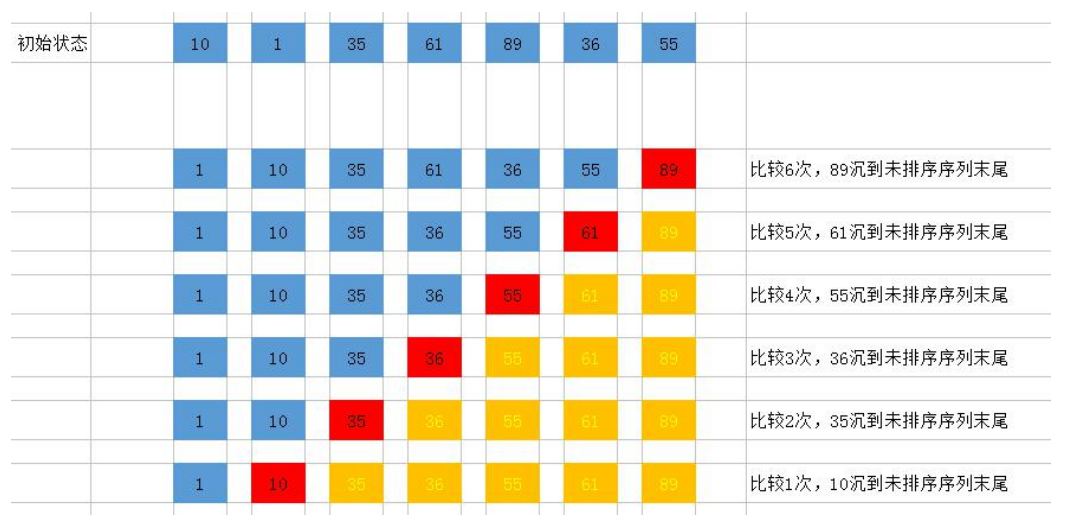 初始状态 10 1 35 61 89 36 55
1 10 35 61 36 55 89 比较6次，89沉到未排序序列末尾
1 10 35 36 55 61 89 比较5次，61沉到未排序序列末尾
1 10 35 36 55 61 89 比较4次，55沉到未排序序列末尾
1 10 35 36 55 61 89 比较3次，36沉到未排序序列末尾
1 10 35 36 55 61 89 比较2次，35沉到未排序序列末尾
1 10 35 36 55 61 89 比较1次，10沉到未排序序列末尾